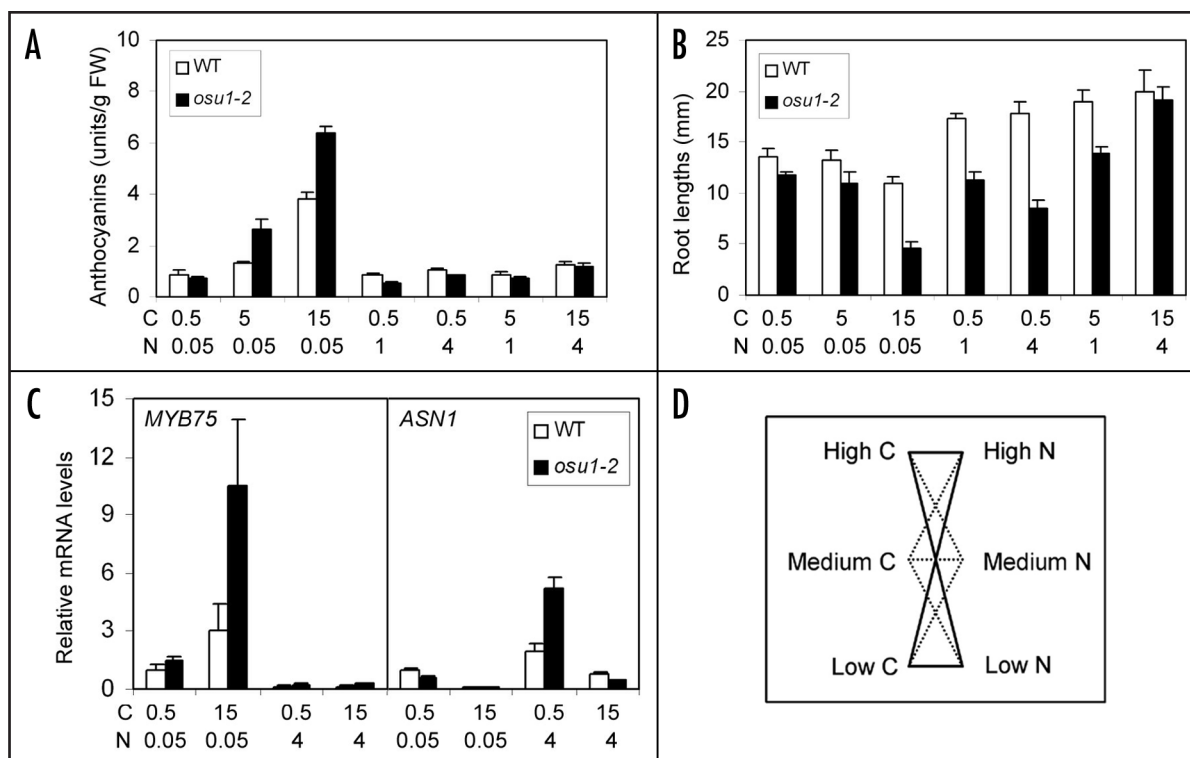 A
Anthocyanins (units/g FW)
10
8
6
4
2
0
WT
osu1-2
C 0.5 5 15 0.5 0.5 5 15
N 0.05 0.05 0.05 1 4 1 4
B
Root lengths (mm)
25
20
15
10
5
0
WT
osu1-2
C 0.5 5 15 0.5 0.5 5 15
N 0.05 0.05 0.05 1 4 1 4
C
Relative mRNA levels
15
12
9
6
3
0
MYB75
ASN1
WT
osu1-2
C 0.5 15 0.5 15 0.5 15 0.5 15
N 0.05 0.05 4 4 0.05 0.05 4 4
D
High C High N
Medium C Medium N
Low C Low N